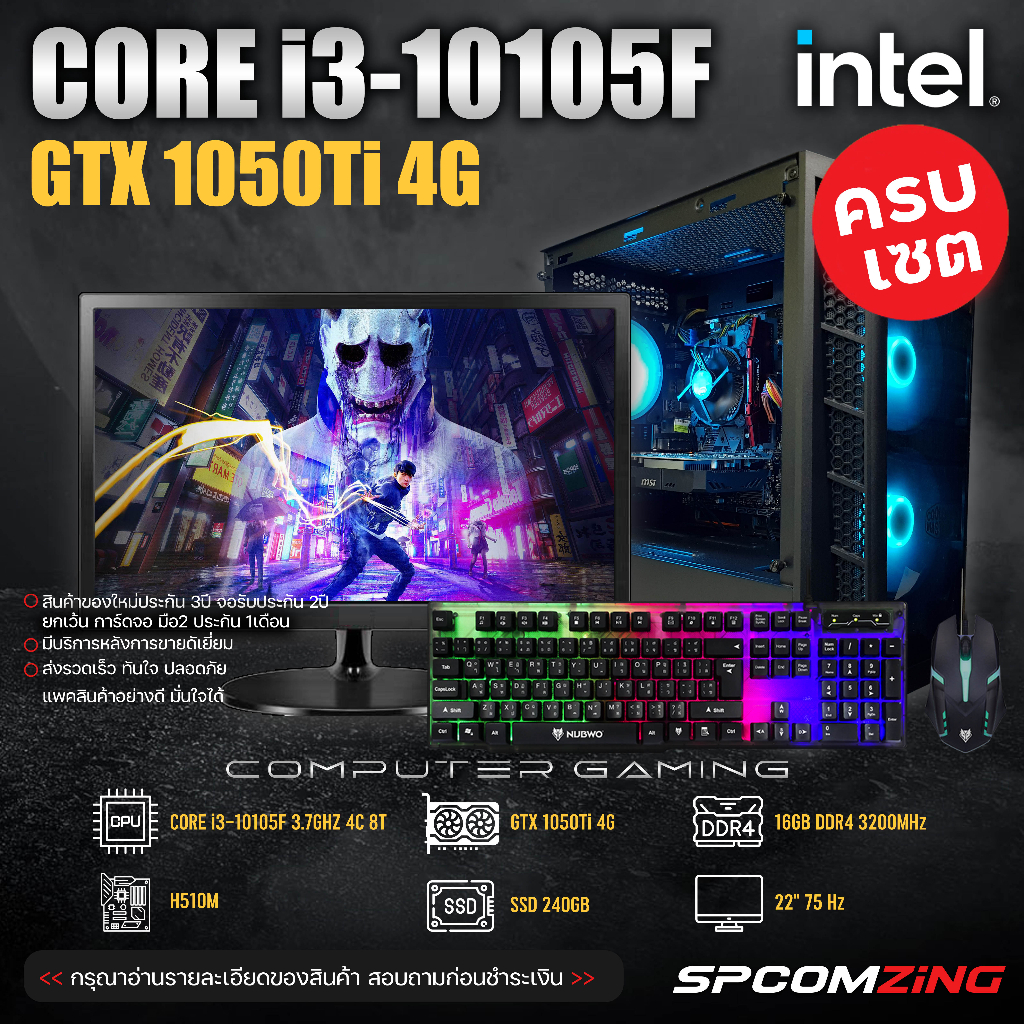 CORE i3-10105F
intel®
GTX 1050Ti 4G
ครบ
เซต
msi
สินค้าของใหม่ประกัน 3ปี จอรับประกัน 2ปี
ยกเว้น การ์ดจอ มือ2 ประกัน 1เดือน
มีบริการหลังการขายดีเยี่ยม
ส่งรวดเร็ว ทันใจ ปลอดภัย
แพคสินค้าอย่างดี มั่นใจได้
NUBWO
COMPUTER GAMING
CPU
CORE i3-10105F 3.7GHZ 4C 8T
GTX 1050Ti 4G
DDR4
16GB DDR4 3200MHz
H510M
SSD
SSD 240GB
22" 75 Hz
<< กรุณาอ่านรายละเอียดของสินค้า สอบถามก่อนชำระเงิน >>
SPCOMZiNG